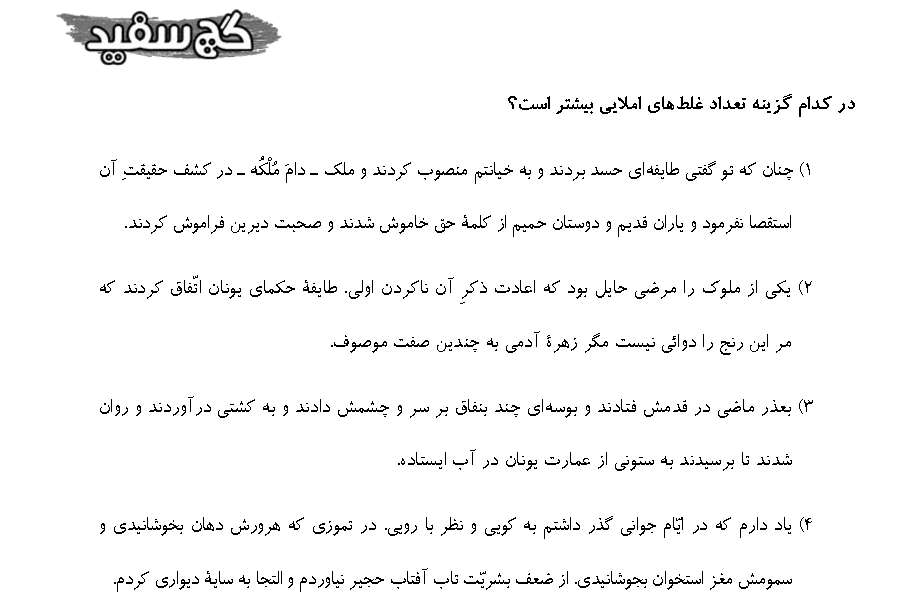 گچ سفید
در کدام گزینه تعداد غلط‌های املایی بیشتر است؟
۱) چنان که تو گفتی طایفه‌ای حسد بردند و به خیانتم منصوب کردند و ملک ـ دامَ مُلْکُه ـ در کشف حقیقتِ آن
استقصا نفرمود و یاران قدیم و دوستان حمیم از کلمهٔ حق خاموش شدند و صحبت دیرین فراموش کردند.
۲) یکی از ملوک را مرضی حایل بود که اعادت ذکرِ آن ناکردن اولی. طایفهٔ حکمای یونان اتّفاق کردند که
مر این رنج را دوائی نیست مگر زهرهٔ آدمی به چندین صفت موصوف.
۳) بعذر ماضی در قدمش فتادند و بوسه‌ای چند بنفاق بر سر و چشمش دادند و به کشتی درآوردند و روان
شدند تا برسیدند به ستونی از عمارت یونان در آب ایستاده.
۴) یاد دارم که در ایّام جوانی گذر داشتم به کویی و نظر با رویی. در تموزی که هرورش دهان بخوشانیدی و
سمومش مغز استخوان بجوشانیدی. از ضعف بشریّت تاب آفتاب حجیر نیاوردم و التجا به سایهٔ دیواری کردم.